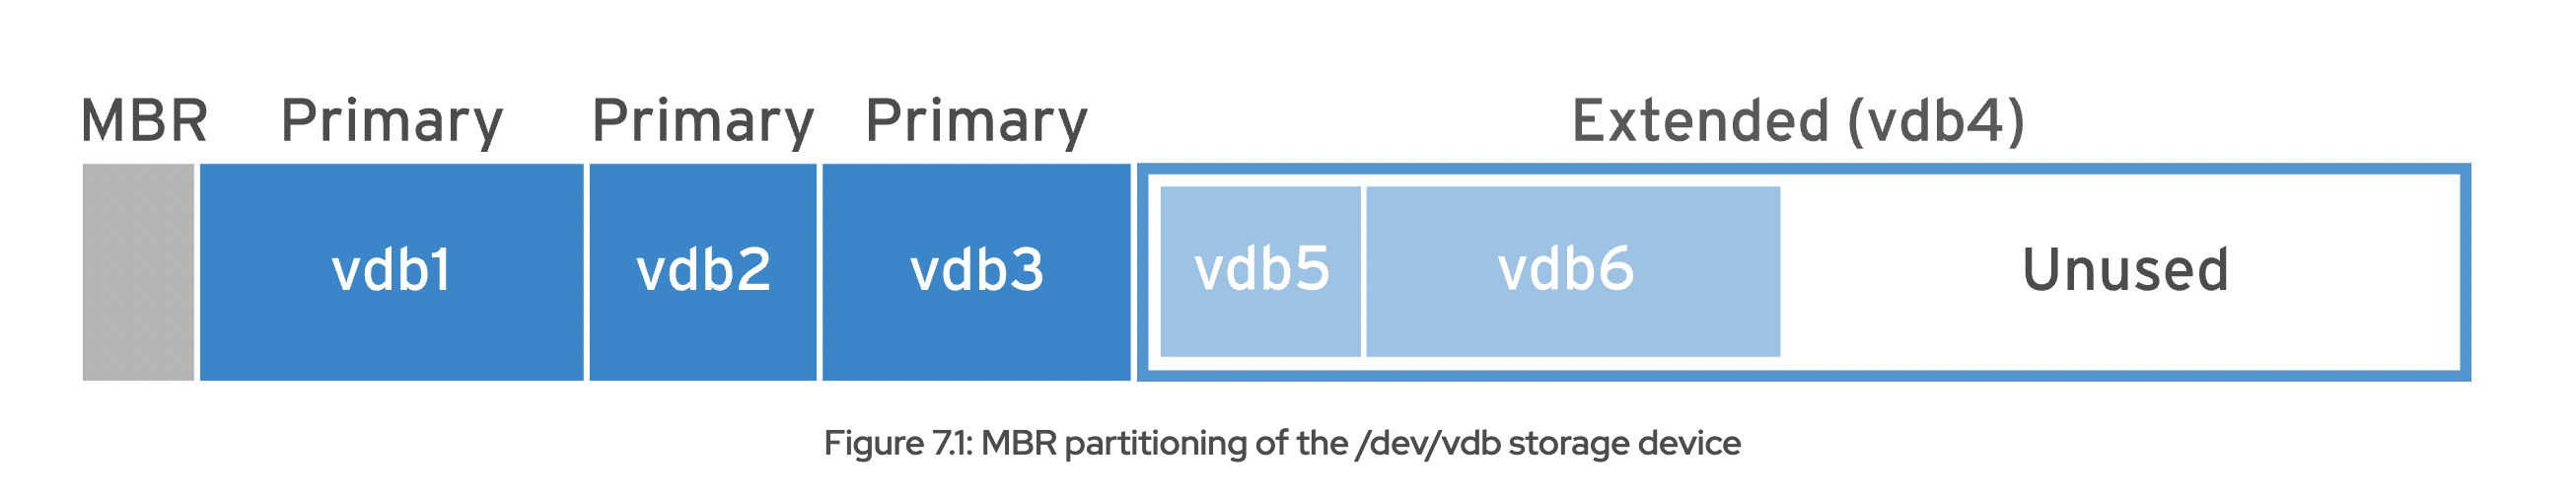 MBR Primary Primary Primary Extended (vdb4)
vdb1 vdb2 vdb3 vdb5 vdb6 Unused
Figure 7.1: MBR partitioning of the /dev/vdb storage device